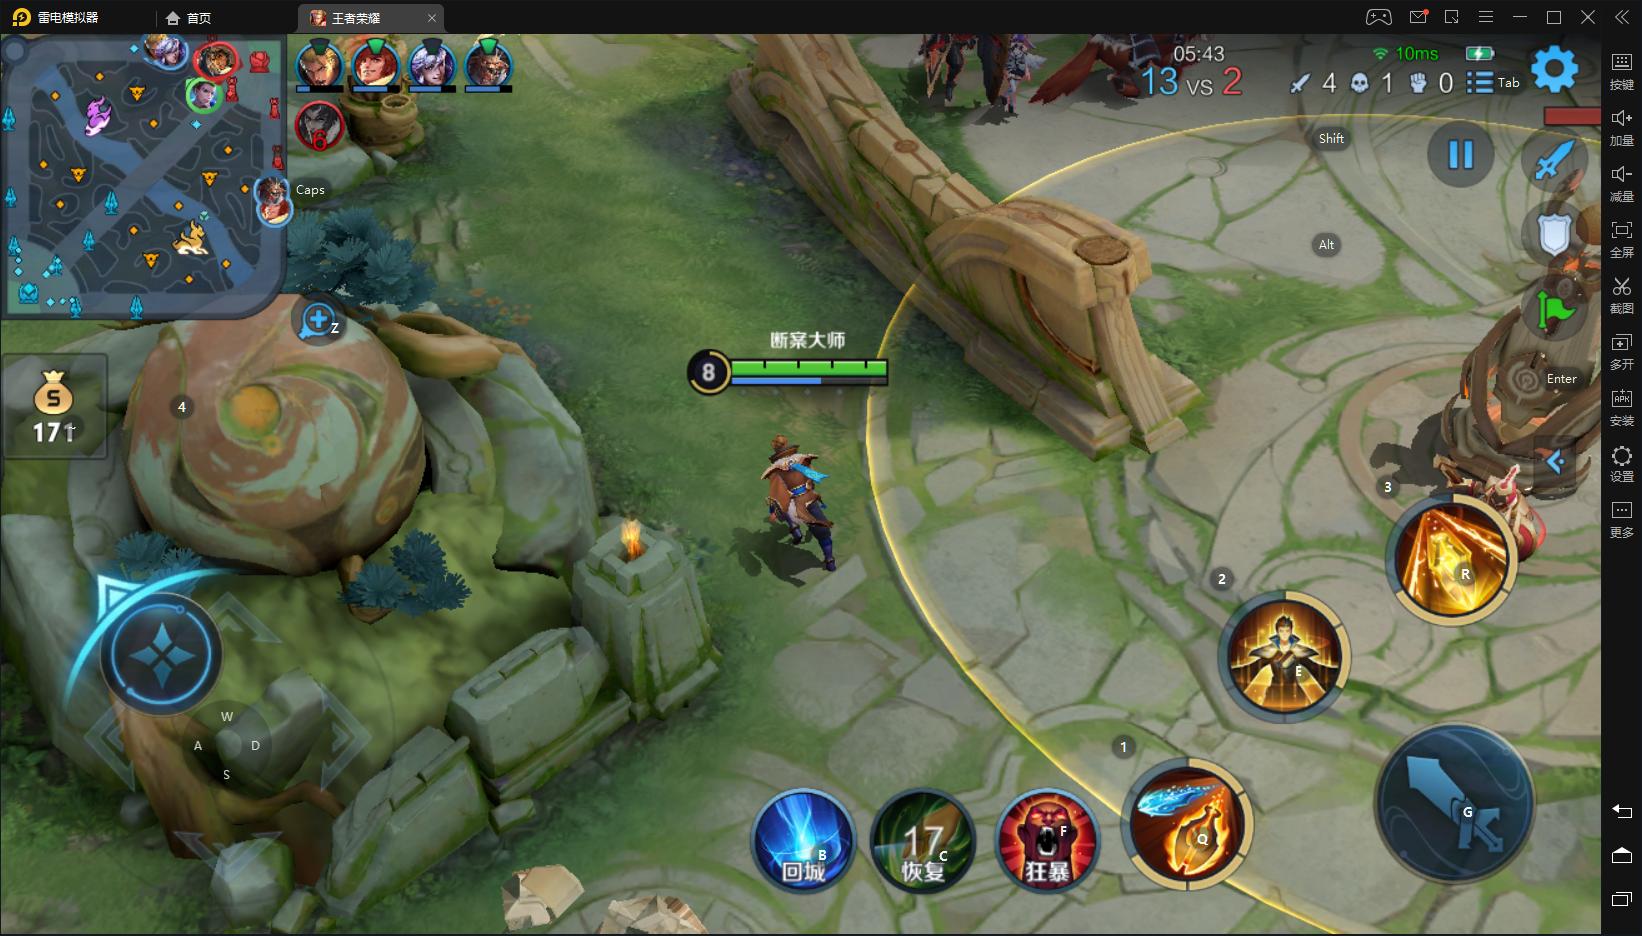 雷电模拟器
首页
王者荣耀
05:43
10ms
13 vs 2
4
1
0
Tab
按键
加量
减量
全屏
截图
多开
安装
设置
更多
6
Caps
Shift
Alt
Z
断案大师
8
Enter
S
171
4
3
R
2
E
W
A
D
S
1
Q
G
B
回城
17
C
恢复
F
狂暴
APK